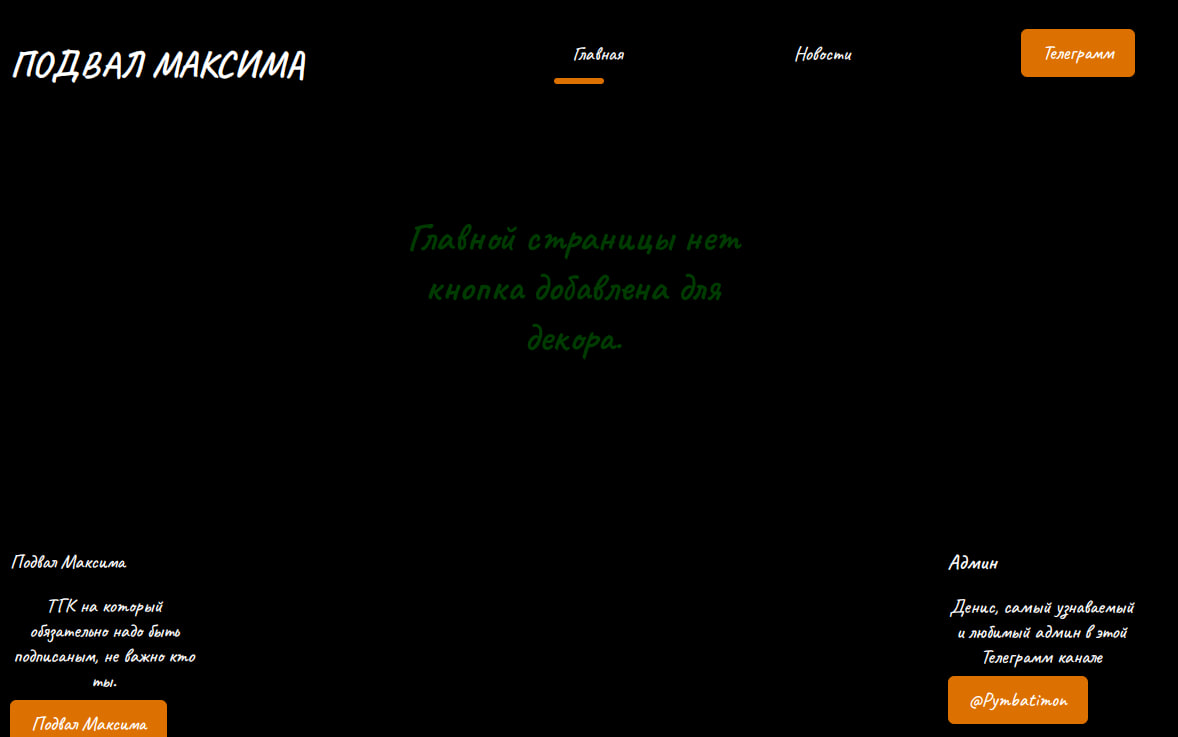 ПОДВАЛ МАКСИМА
Главная
Новости
Телеграмм
Главной страницы нет
кнопка добавлена для
декора.
Подвал Максима
ТГК на который
обязательно надо быть
подписаным, не важно кто
ты.
Подвал Максима
Админ
Денис, самый узнаваемый
и любимый админ в этой
Телеграмм канале
@Pymbatimon